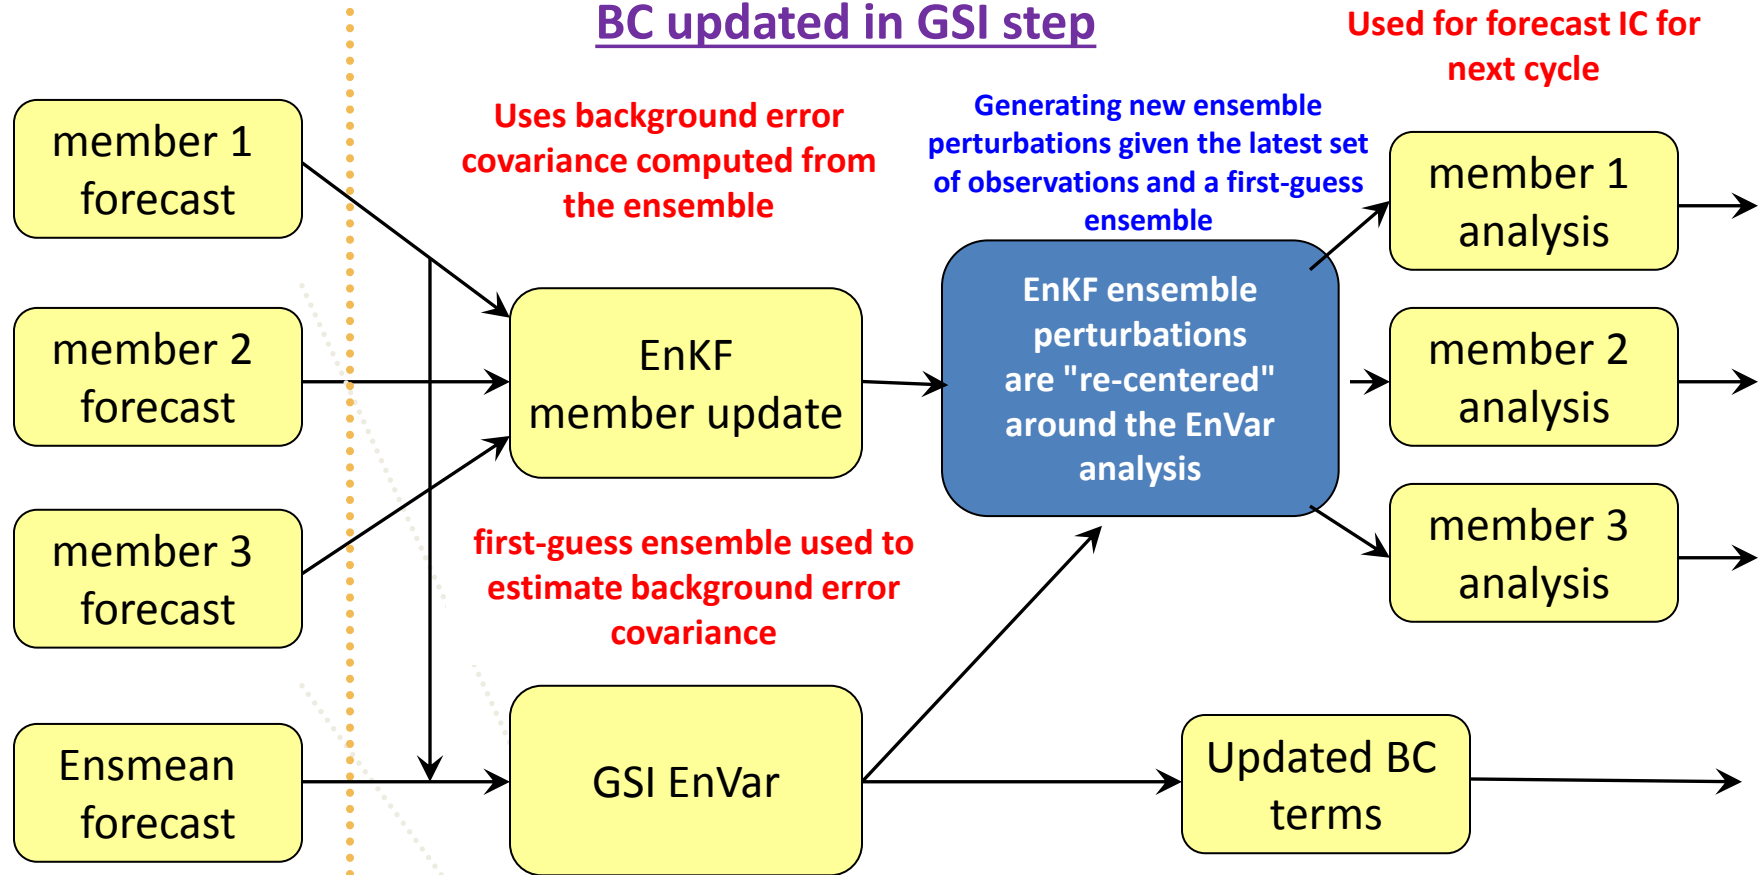 BC updated in GSI step
Used for forecast IC for
next cycle
member 1
forecast
Uses background error
covariance computed from
the ensemble
Generating new ensemble
perturbations given the latest set
of observations and a first-guess
ensemble
member 1
analysis
member 2
forecast
EnKF
member update
EnKF ensemble
perturbations
are "re-centered"
around the EnVar
analysis
member 2
analysis
member 3
forecast
first-guess ensemble used to
estimate background error
covariance
member 3
analysis
Ensmean
forecast
GSI EnVar
Updated BC
terms